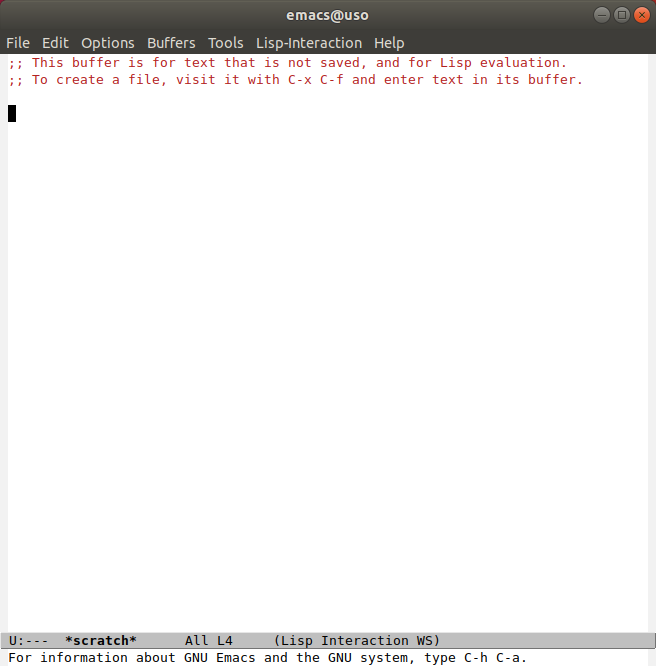 emacs@uso
File Edit Options Buffers Tools Lisp-Interaction Help
;; This buffer is for text that is not saved, and for Lisp evaluation.
;; To create a file, visit it with C-x C-f and enter text in its buffer.
U:---  *scratch*      All L4     (Lisp Interaction WS)
For information about GNU Emacs and the GNU system, type C-h C-a.